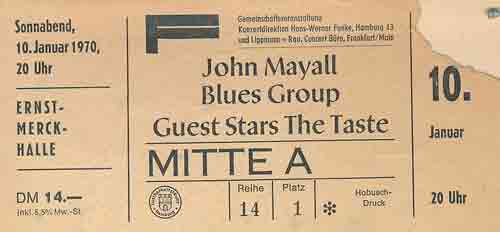 Sonnabend,
10. Januar 1970,
20 Uhr
ERNST-
MERCK-
HALLE
DM 14.—
inkl. 5,5% Mw.-St.
Gemeinschaftsveranstaltung
Konzertdirektion Hans-Werner Funke, Hamburg 13
und Lippmann + Rau, Concert Büro, Frankfurt/Main
John Mayall
Blues Group
Guest Stars The Taste
MITTE A
Reihe
14
Platz
1
*
Hobusch-
Druck
10.
Januar
20 Uhr